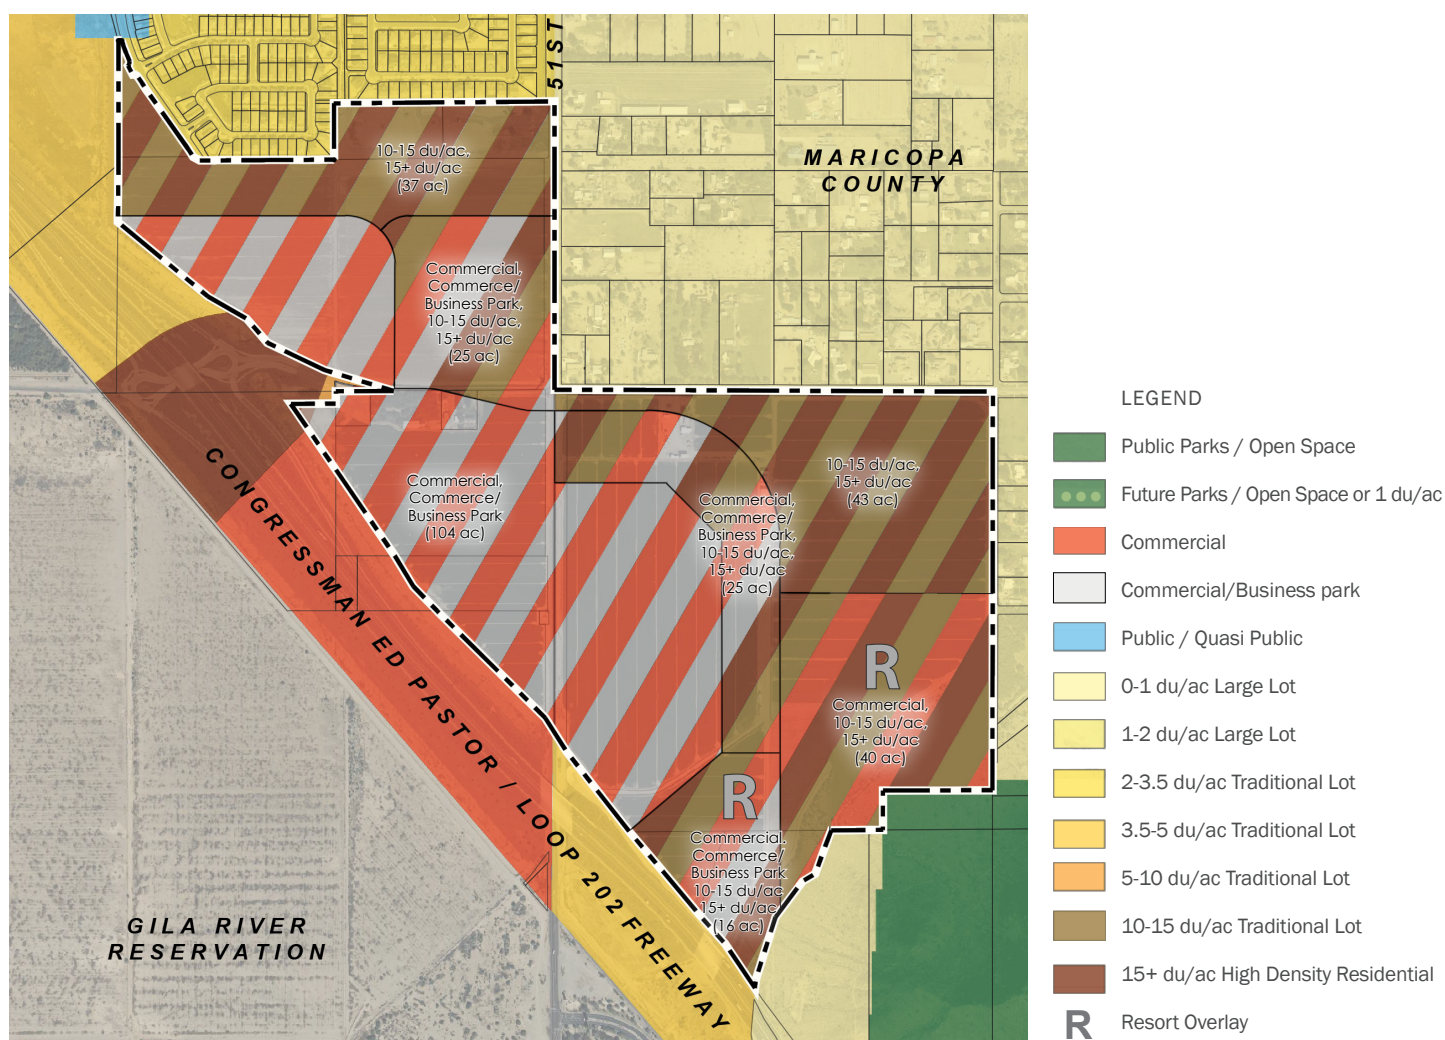 51ST
MARICOPA
COUNTY
10-15 du/ac,
15+ du/ac
(37 ac)
Commercial,
Commerce/
Business Park,
10-15 du/ac,
15+ du/ac
(25 ac)
Commercial,
Commerce/
Business Park
(104 ac)
Commercial,
Commerce/
Business Park,
10-15 du/ac,
15+ du/ac
(25 ac)
10-15 du/ac,
15+ du/ac
(43 ac)
R
Commercial,
10-15 du/ac,
15+ du/ac
(40 ac)
R
Commercial.
Commerce/
Business Park
10-15 du/ac
15+ du/ac
(16 ac)
CONGRESSMAN ED PASTOR / LOOP 202 FREEWAY
GILA RIVER
RESERVATION
LEGEND
Public Parks / Open Space
Future Parks / Open Space or 1 du/ac
Commercial
Commercial/Business park
Public / Quasi Public
0-1 du/ac Large Lot
1-2 du/ac Large Lot
2-3.5 du/ac Traditional Lot
3.5-5 du/ac Traditional Lot
5-10 du/ac Traditional Lot
10-15 du/ac Traditional Lot
15+ du/ac High Density Residential
R Resort Overlay